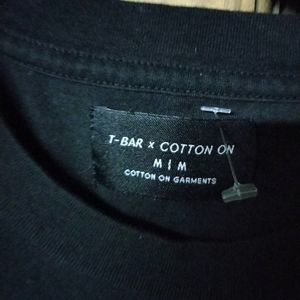 T-BAR x COTTON ON
M | M
COTTON ON GARMENTS